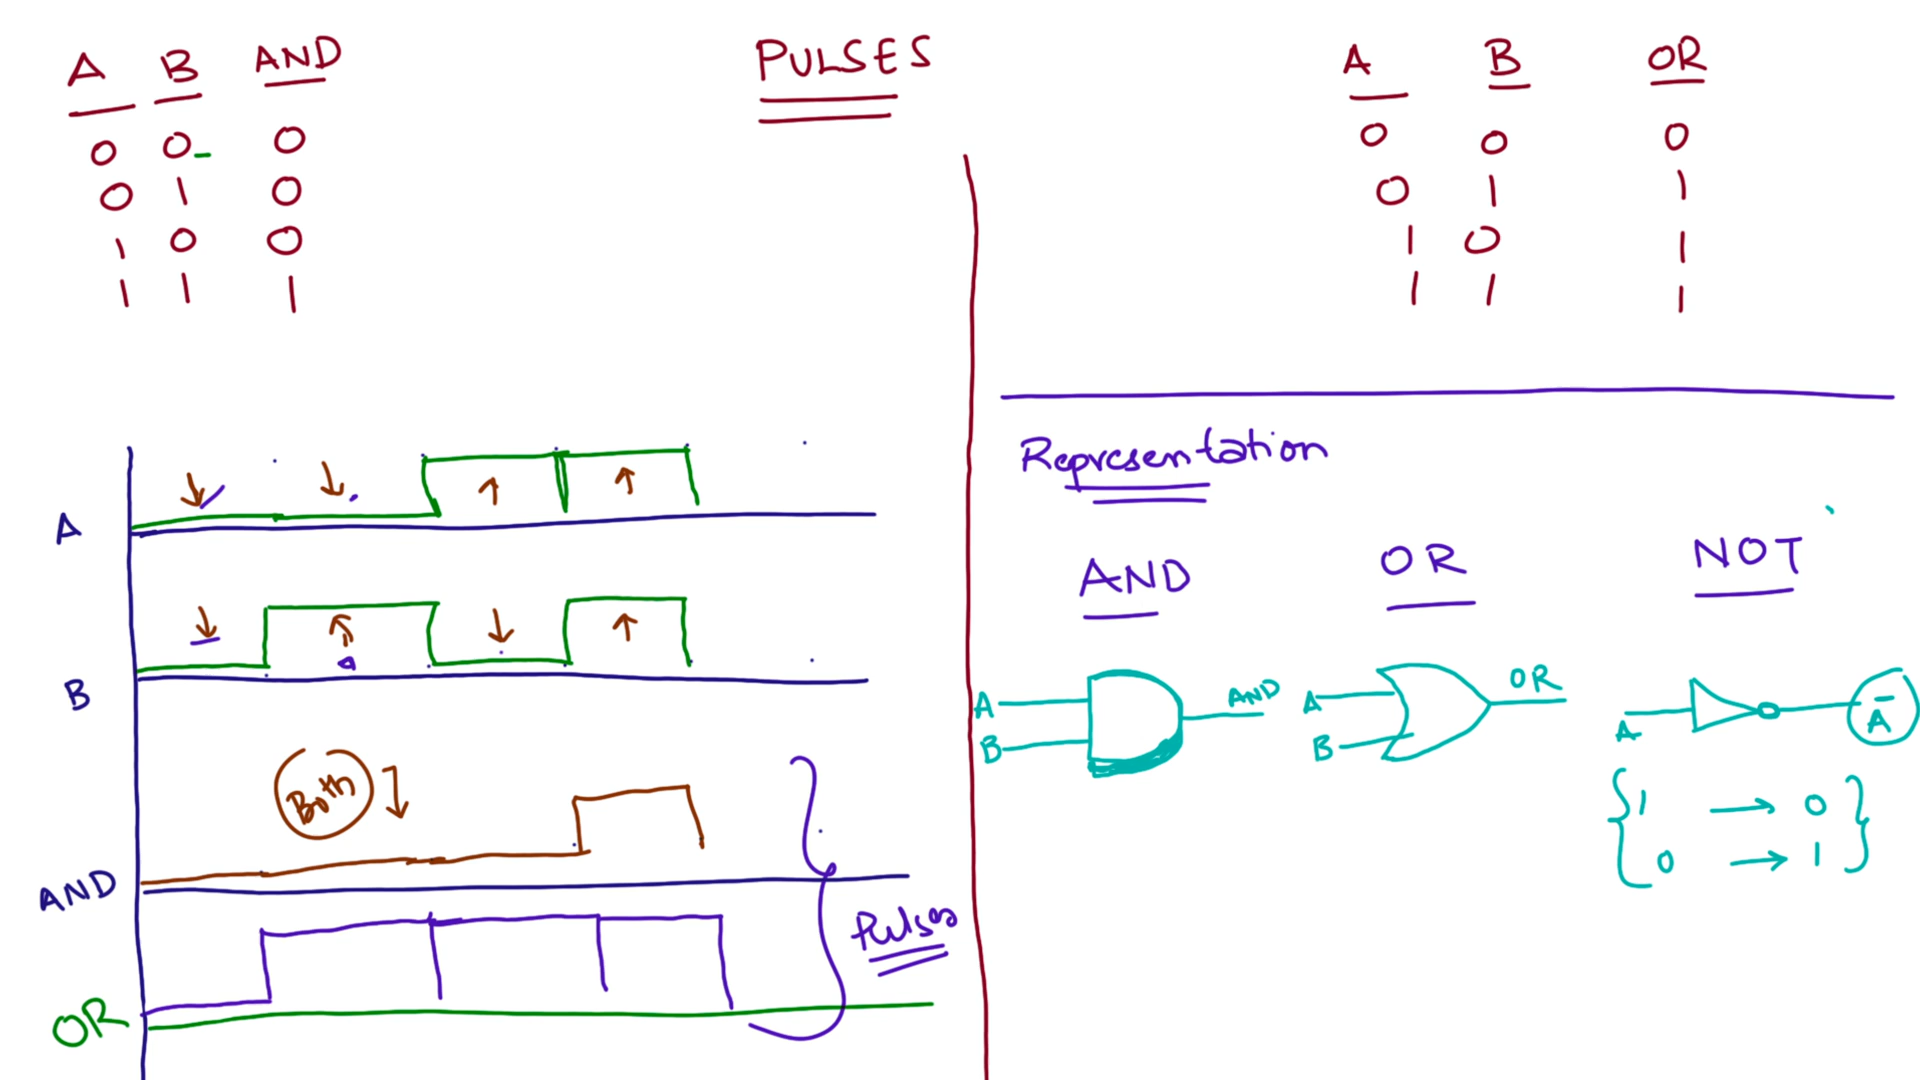 PULSES
A B AND
0 0 0
0 1 0
1 0 0
1 1 1
A B OR
0 0 0
0 1 1
1 0 1
1 1 1
A
B
Both
AND
Pulses
OR
Representation
AND OR NOT
A
B
AND
A
B
OR
A
Ā
{ 1 → 0 }
{ 0 → 1 }